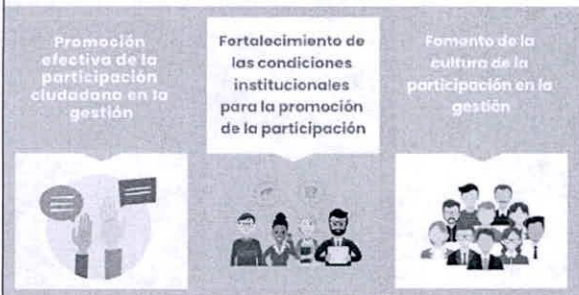 Promoción
efectiva de la
participación
ciudadana en la
gestión
Fortalecimiento de
las condiciones
institucionales
para la promoción
de la participación
Fomento de la
cultura de la
participación en la
gestión